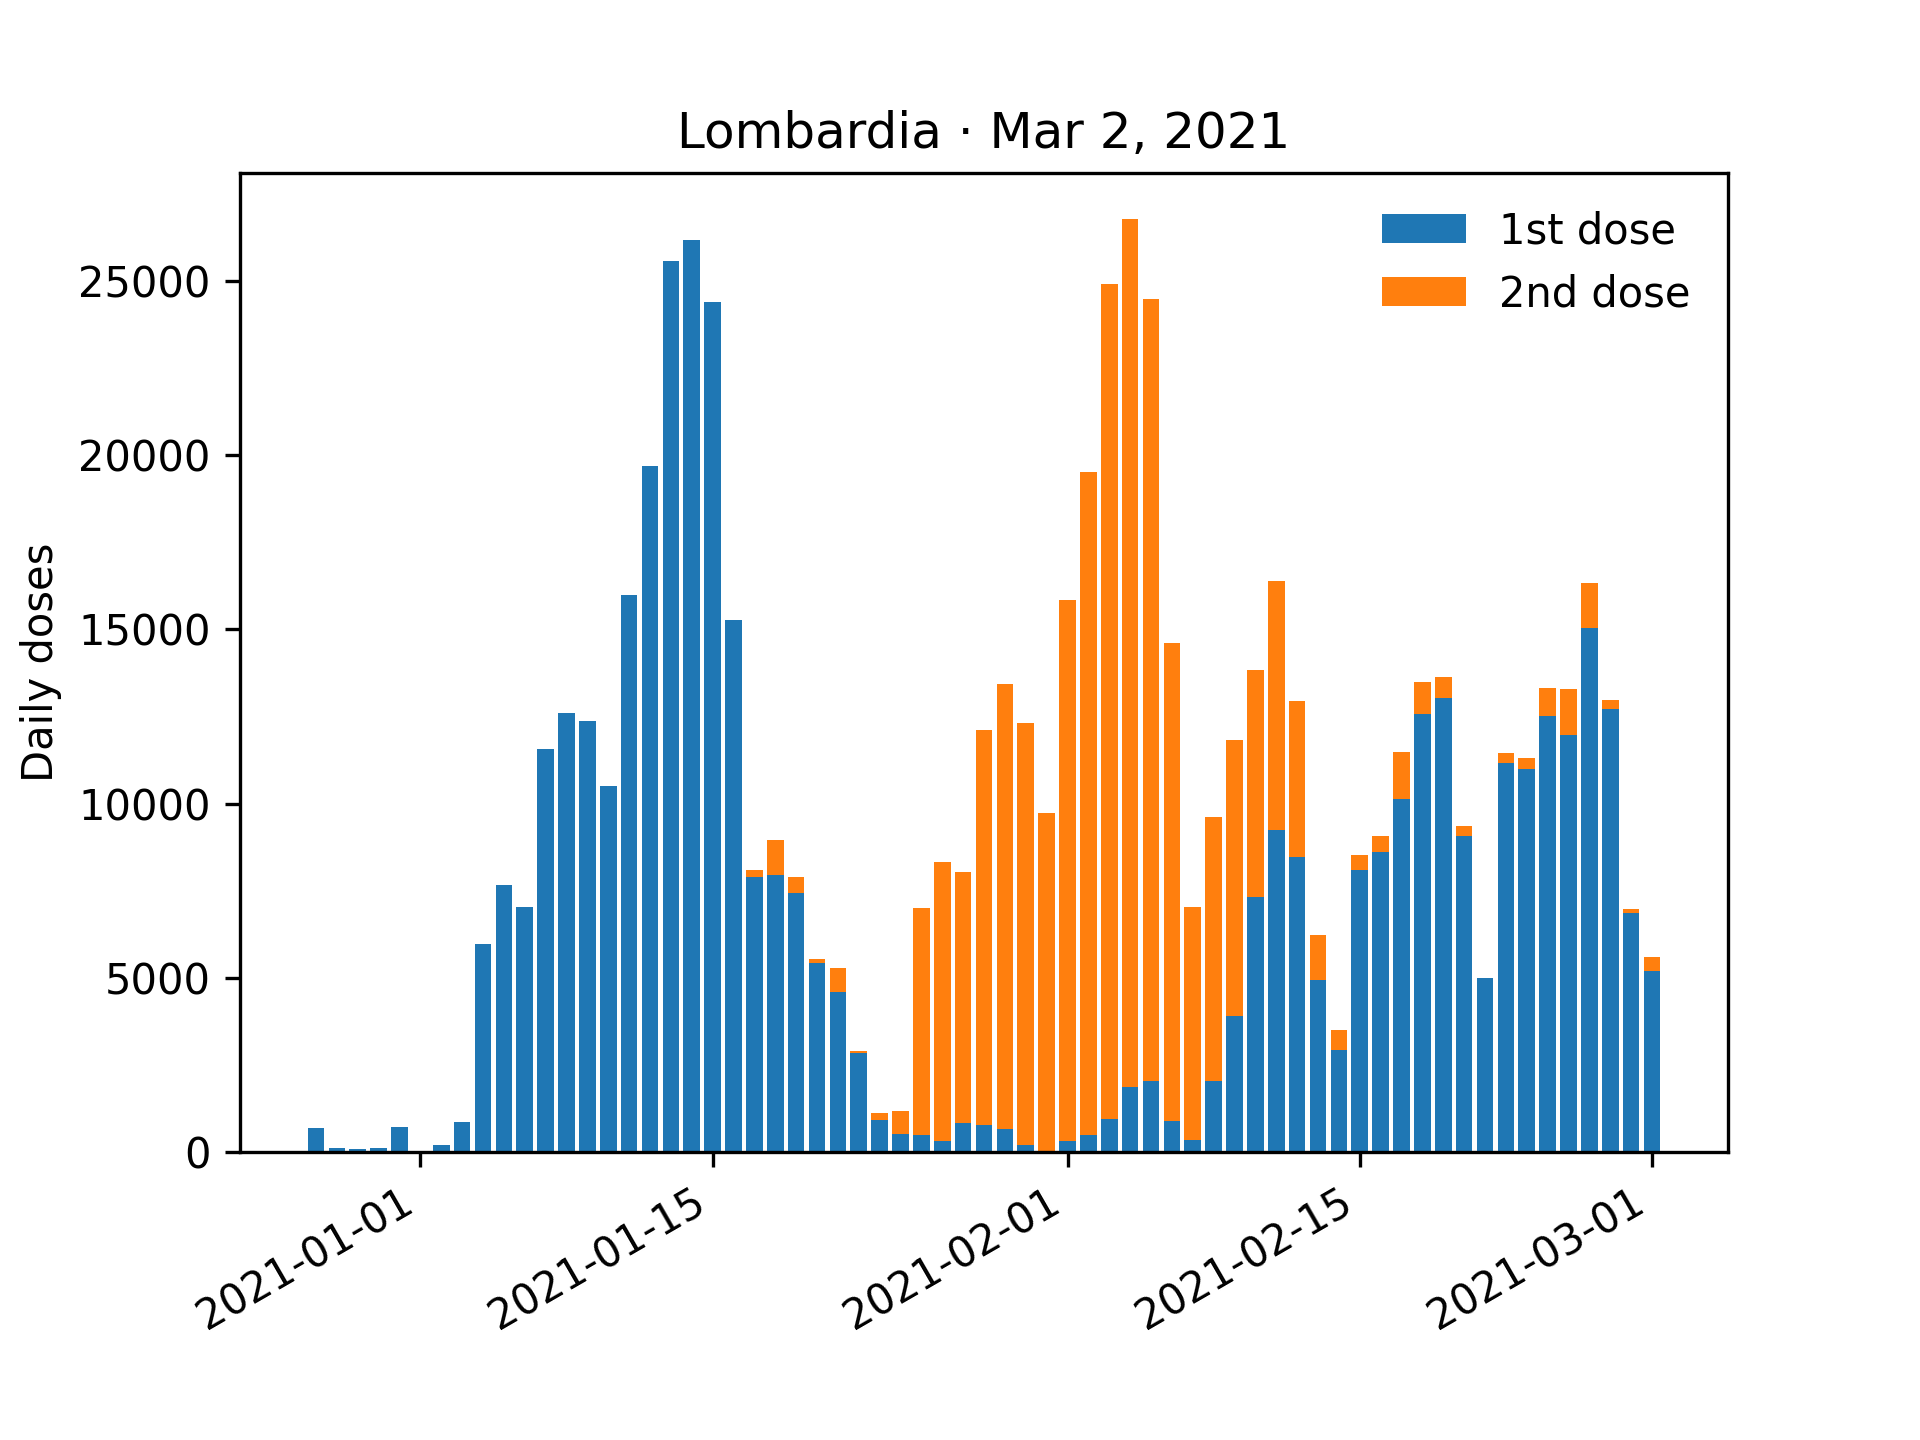 Lombardia · Mar 2, 2021
1st dose
2nd dose
Daily doses
25000
20000
15000
10000
5000
0
2021-01-01
2021-01-15
2021-02-01
2021-02-15
2021-03-01